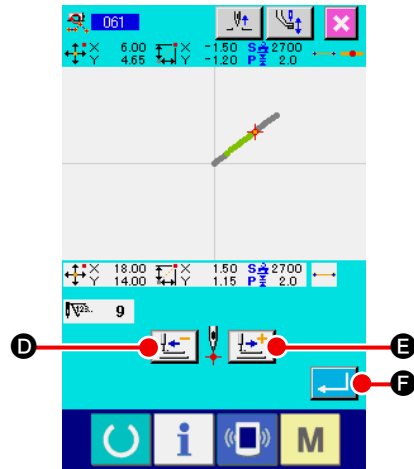 061
X 6.00 X -1.50 S 2700
Y 4.65 Y -1.20 P 2.0
X 18.00 X 1.50 S 2700
Y 14.00 Y 1.15 P 2.0
123.. 9
D E
F
M